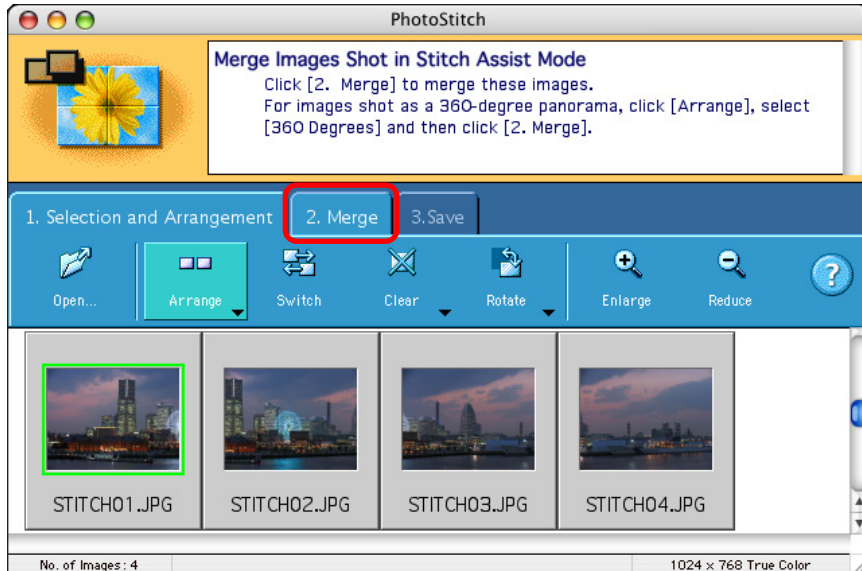 PhotoStitch
Merge Images Shot in Stitch Assist Mode
Click [2. Merge] to merge these images.
For images shot as a 360-degree panorama, click [Arrange], select
[360 Degrees] and then click [2. Merge].
1. Selection and Arrangement 2. Merge 3.Save
Open... Arrange Switch Clear Rotate Enlarge Reduce ?
STITCH01.JPG STITCH02.JPG STITCH03.JPG STITCH04.JPG
No. of Images: 4 1024 x 768 True Color